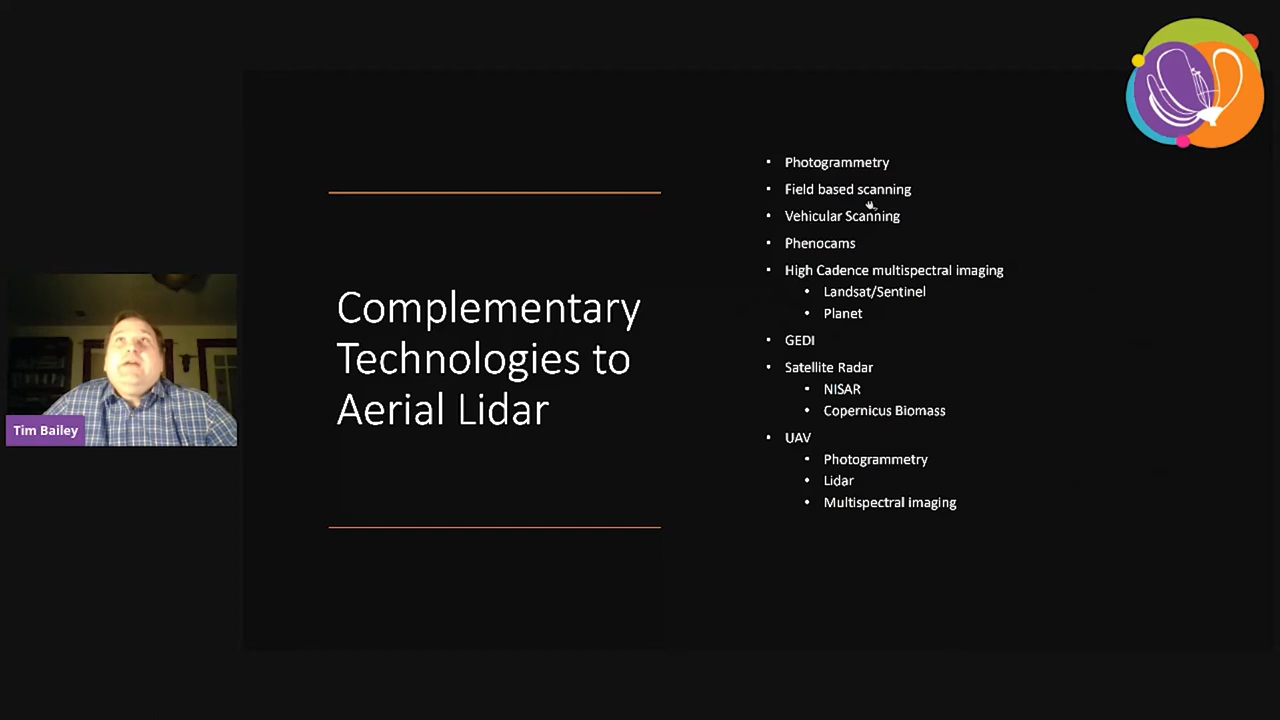 Complementary
Technologies to
Aerial Lidar
• Photogrammetry
• Field based scanning
• Vehicular Scanning
• Phenocams
• High Cadence multispectral imaging
• Landsat/Sentinel
• Planet
• GEDI
• Satellite Radar
• NISAR
• Copernicus Biomass
• UAV
• Photogrammetry
• Lidar
• Multispectral imaging
Tim Bailey